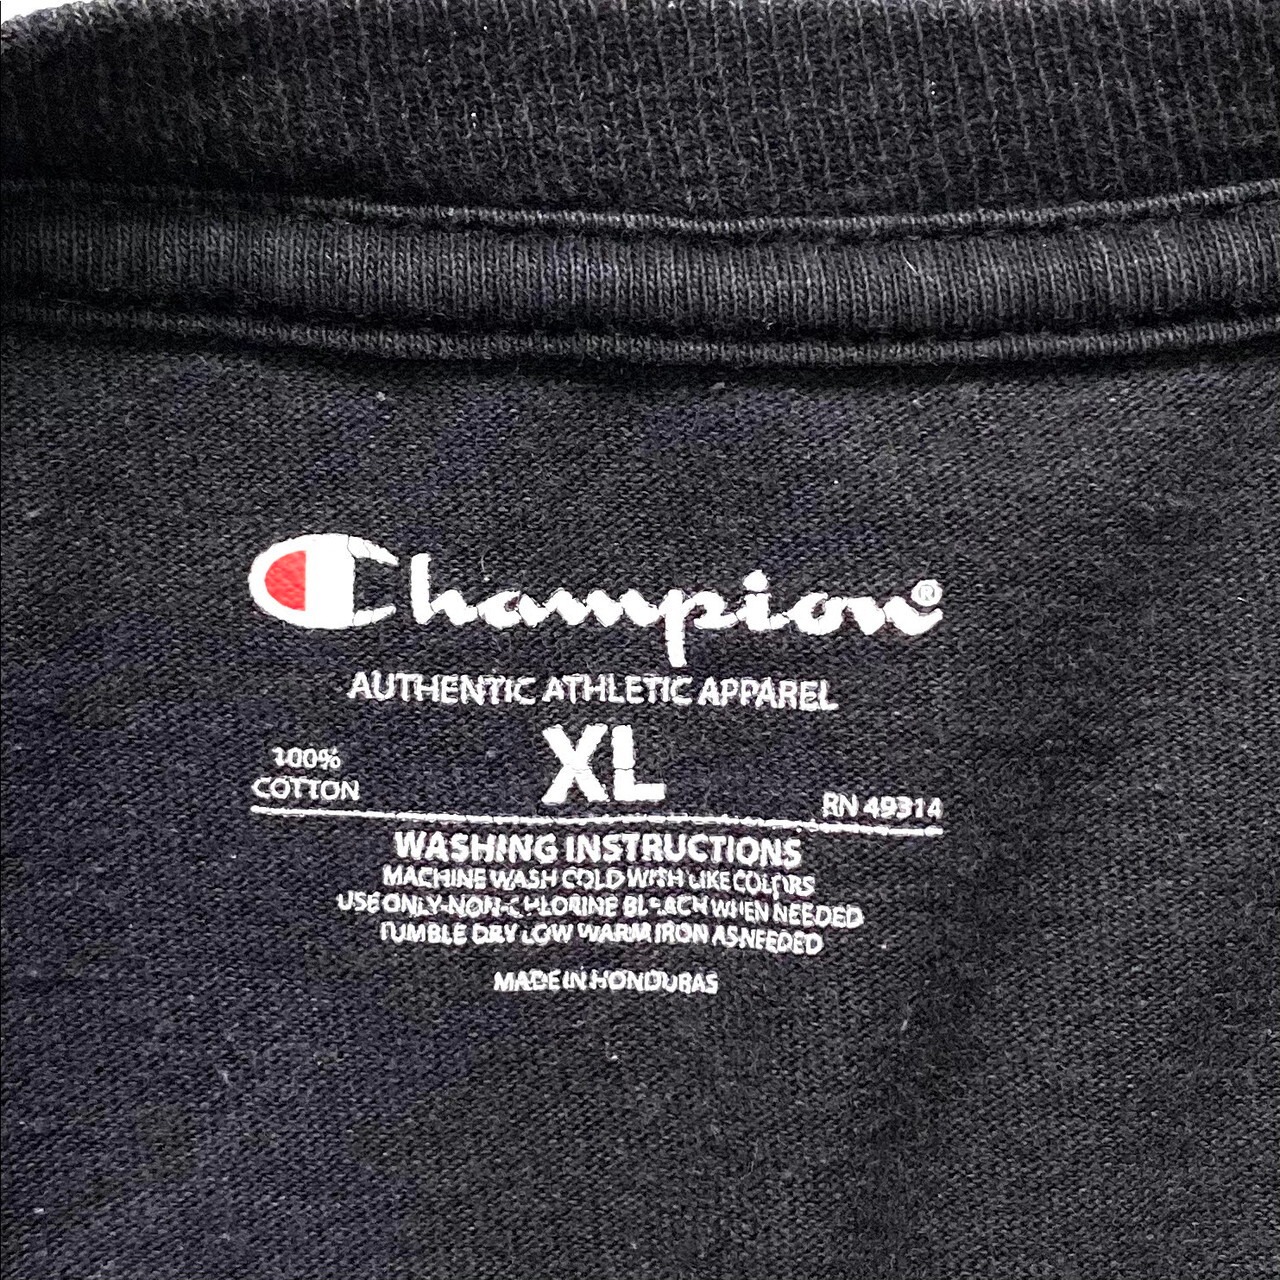 Champion®
AUTHENTIC ATHLETIC APPAREL
XL
100%
COTTON
RN 49314
WASHING INSTRUCTIONS
MACHINE WASH COLD WITH LIKE COLORS
USE ONLY-NON-CHLORINE BLEACH WHEN NEEDED
TUMBLE DRY LOW WARM IRON AS NEEDED
MADE IN HONDURAS